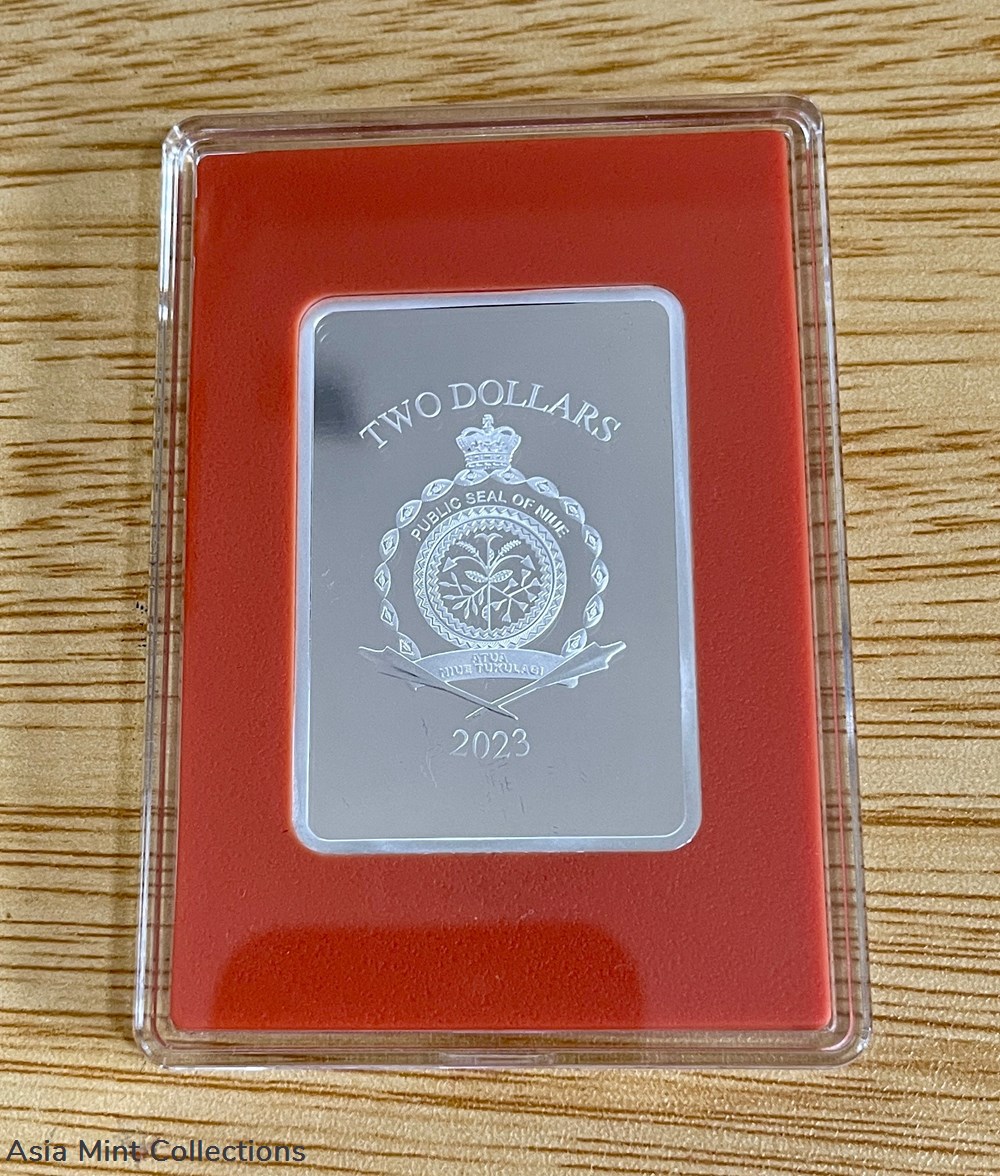 TWO DOLLARS
PUBLIC SEAL OF NIUE
ATUA
NIUE TUKULAGI
2023
Asia Mint Collections